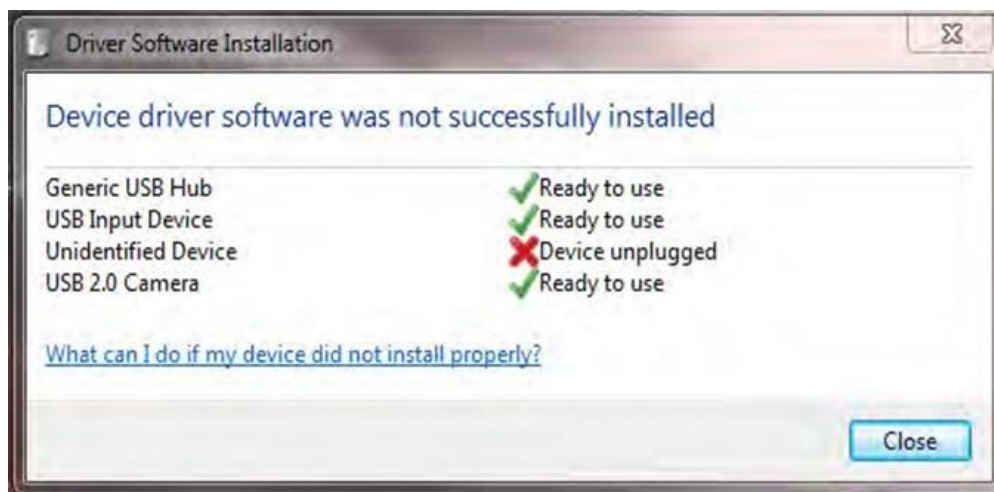 Driver Software Installation
Device driver software was not successfully installed
Generic USB Hub Ready to use
USB Input Device Ready to use
Unidentified Device Device unplugged
USB 2.0 Camera Ready to use
What can I do if my device did not install properly?
Close